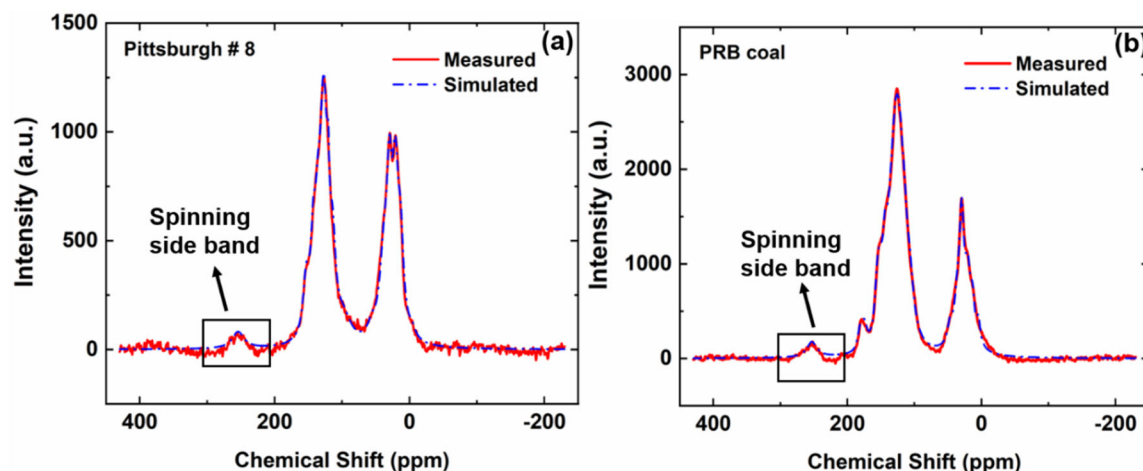 Pittsburgh # 8
(a)
Measured
Simulated
Spinning
side band
Intensity (a.u.)
1500
1000
500
0
400
200
0
-200
Chemical Shift (ppm)
PRB coal
(b)
Measured
Simulated
Spinning
side band
Intensity (a.u.)
3000
2000
1000
0
400
200
0
-200
Chemical Shift (ppm)